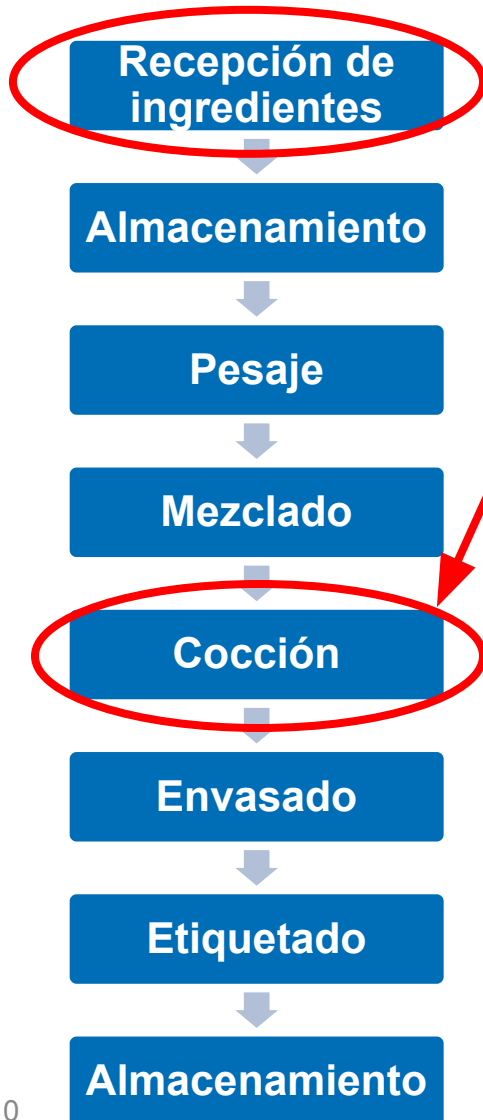 Recepción de
ingredientes
Almacenamiento
Pesaje
Mezclado
Cocción
Envasado
Etiquetado
Almacenamiento
0